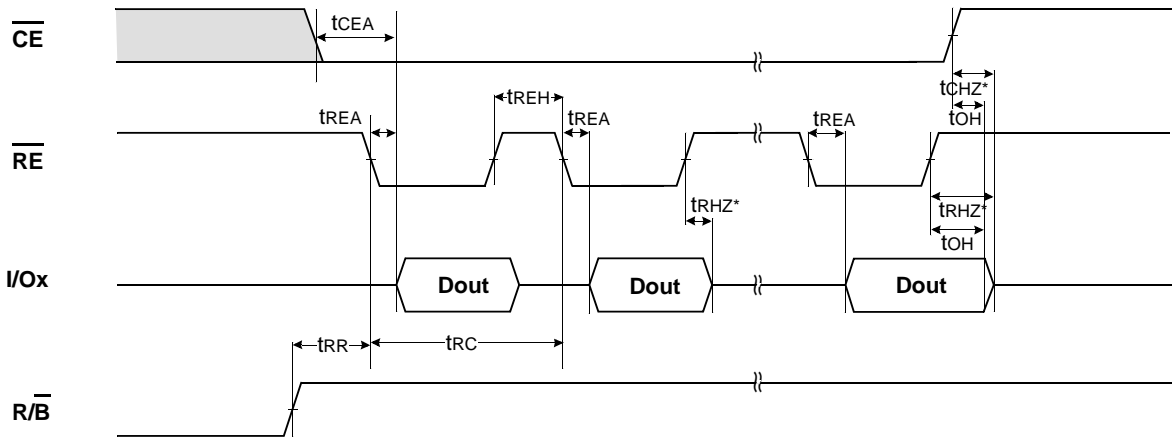 CE
tCEA
tCHZ*
tOH
tREA
tREH
tREA
tREA
RE
tRHZ*
tRHZ*
tOH
I/Ox
Dout
Dout
Dout
tRR
tRC
R/B